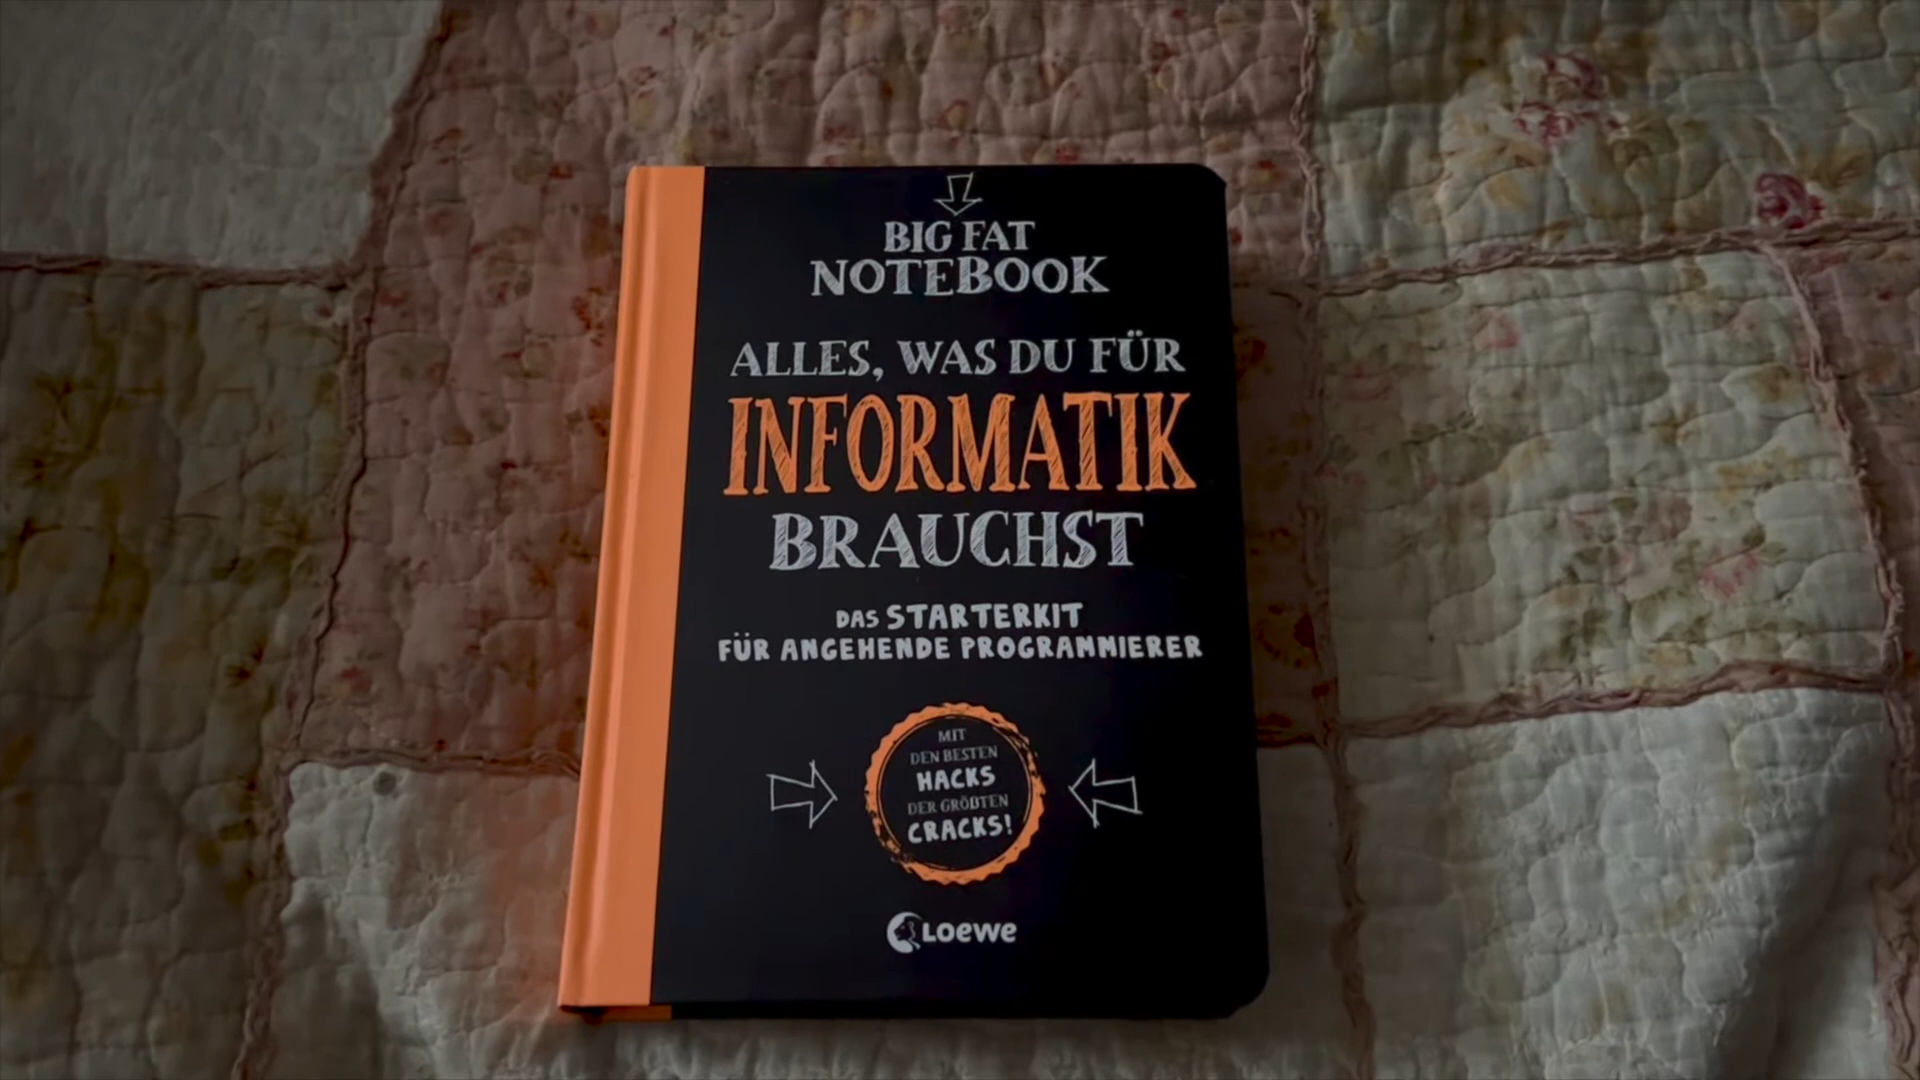 BIG FAT
NOTEBOOK
ALLES, WAS DU FÜR
INFORMATIK
BRAUCHST
DAS STARTERKIT
FÜR ANGEHENDE PROGRAMMIERER
MIT
DEN BESTEN
HACKS
DER GRÖßTEN
CRACKS!
LOEWE